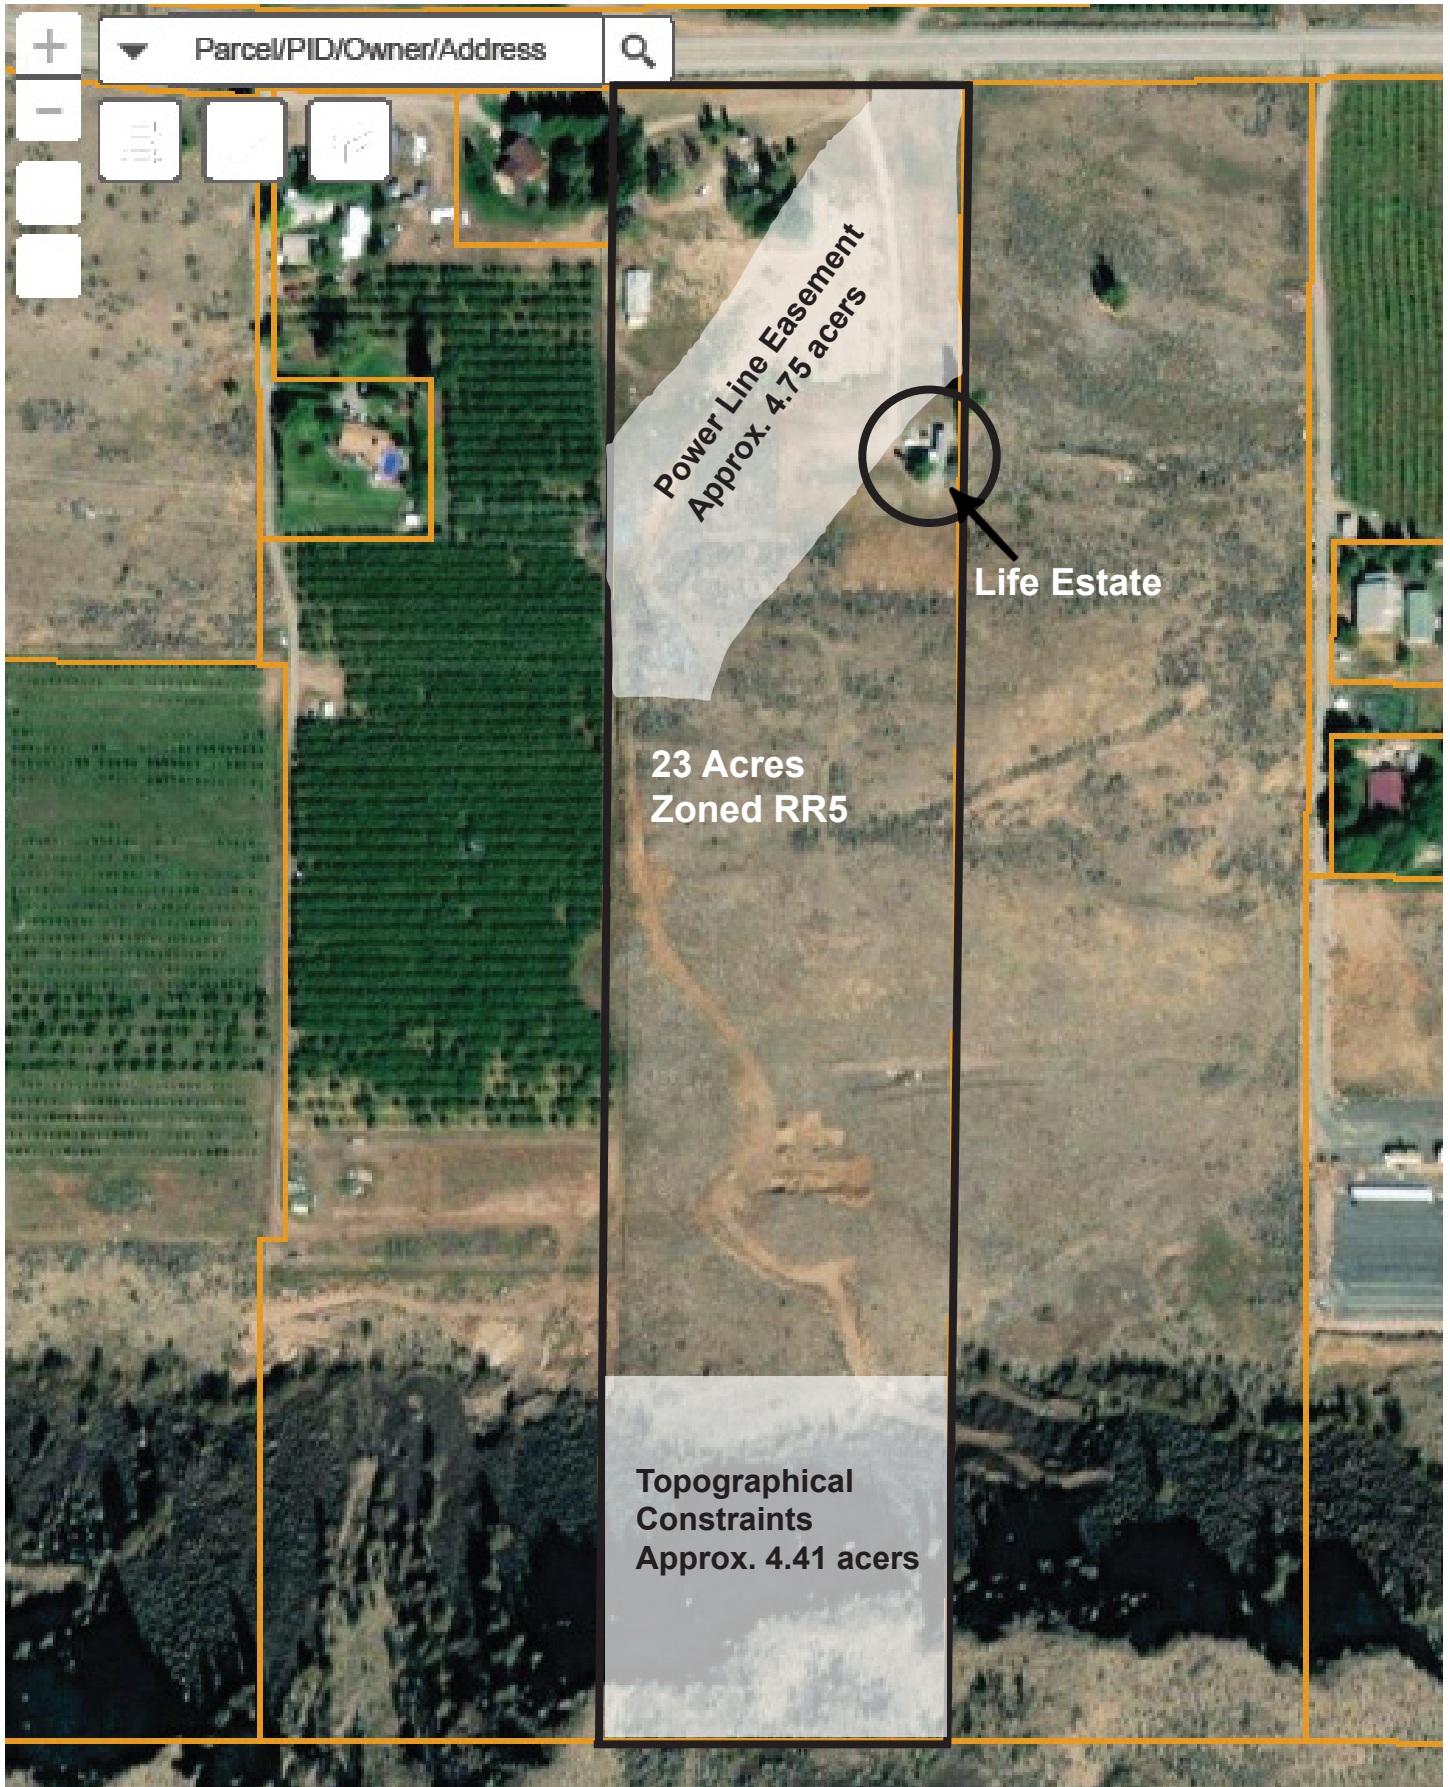 Parcel/PID/Owner/Address
Power Line Easement
Approx. 4.75 acers
Life Estate
23 Acres
Zoned RR5
Topographical
Constraints
Approx. 4.41 acers